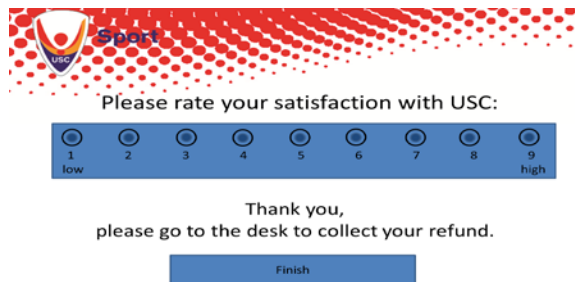 USC
Sport
Please rate your satisfaction with USC:
1 2 3 4 5 6 7 8 9
low high
Thank you,
please go to the desk to collect your refund.
Finish